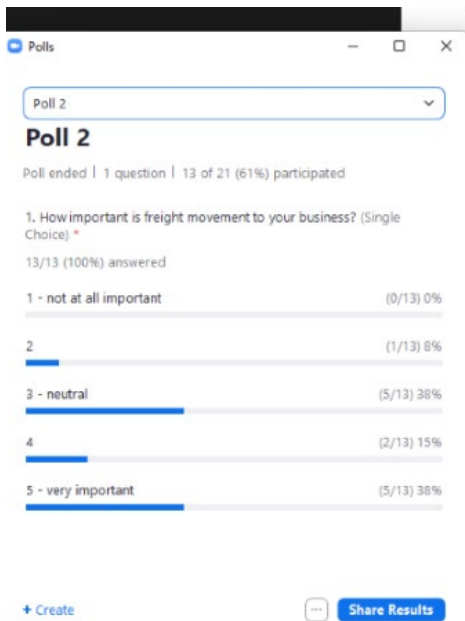 Polls
Poll 2
Poll 2
Poll ended | 1 question | 13 of 21 (61%) participated
1. How important is freight movement to your business? (Single
Choice) *
13/13 (100%) answered
1 - not at all important (0/13) 0%
2 (1/13) 8%
3 - neutral (5/13) 38%
4 (2/13) 15%
5 - very important (5/13) 38%
+ Create ... Share Results